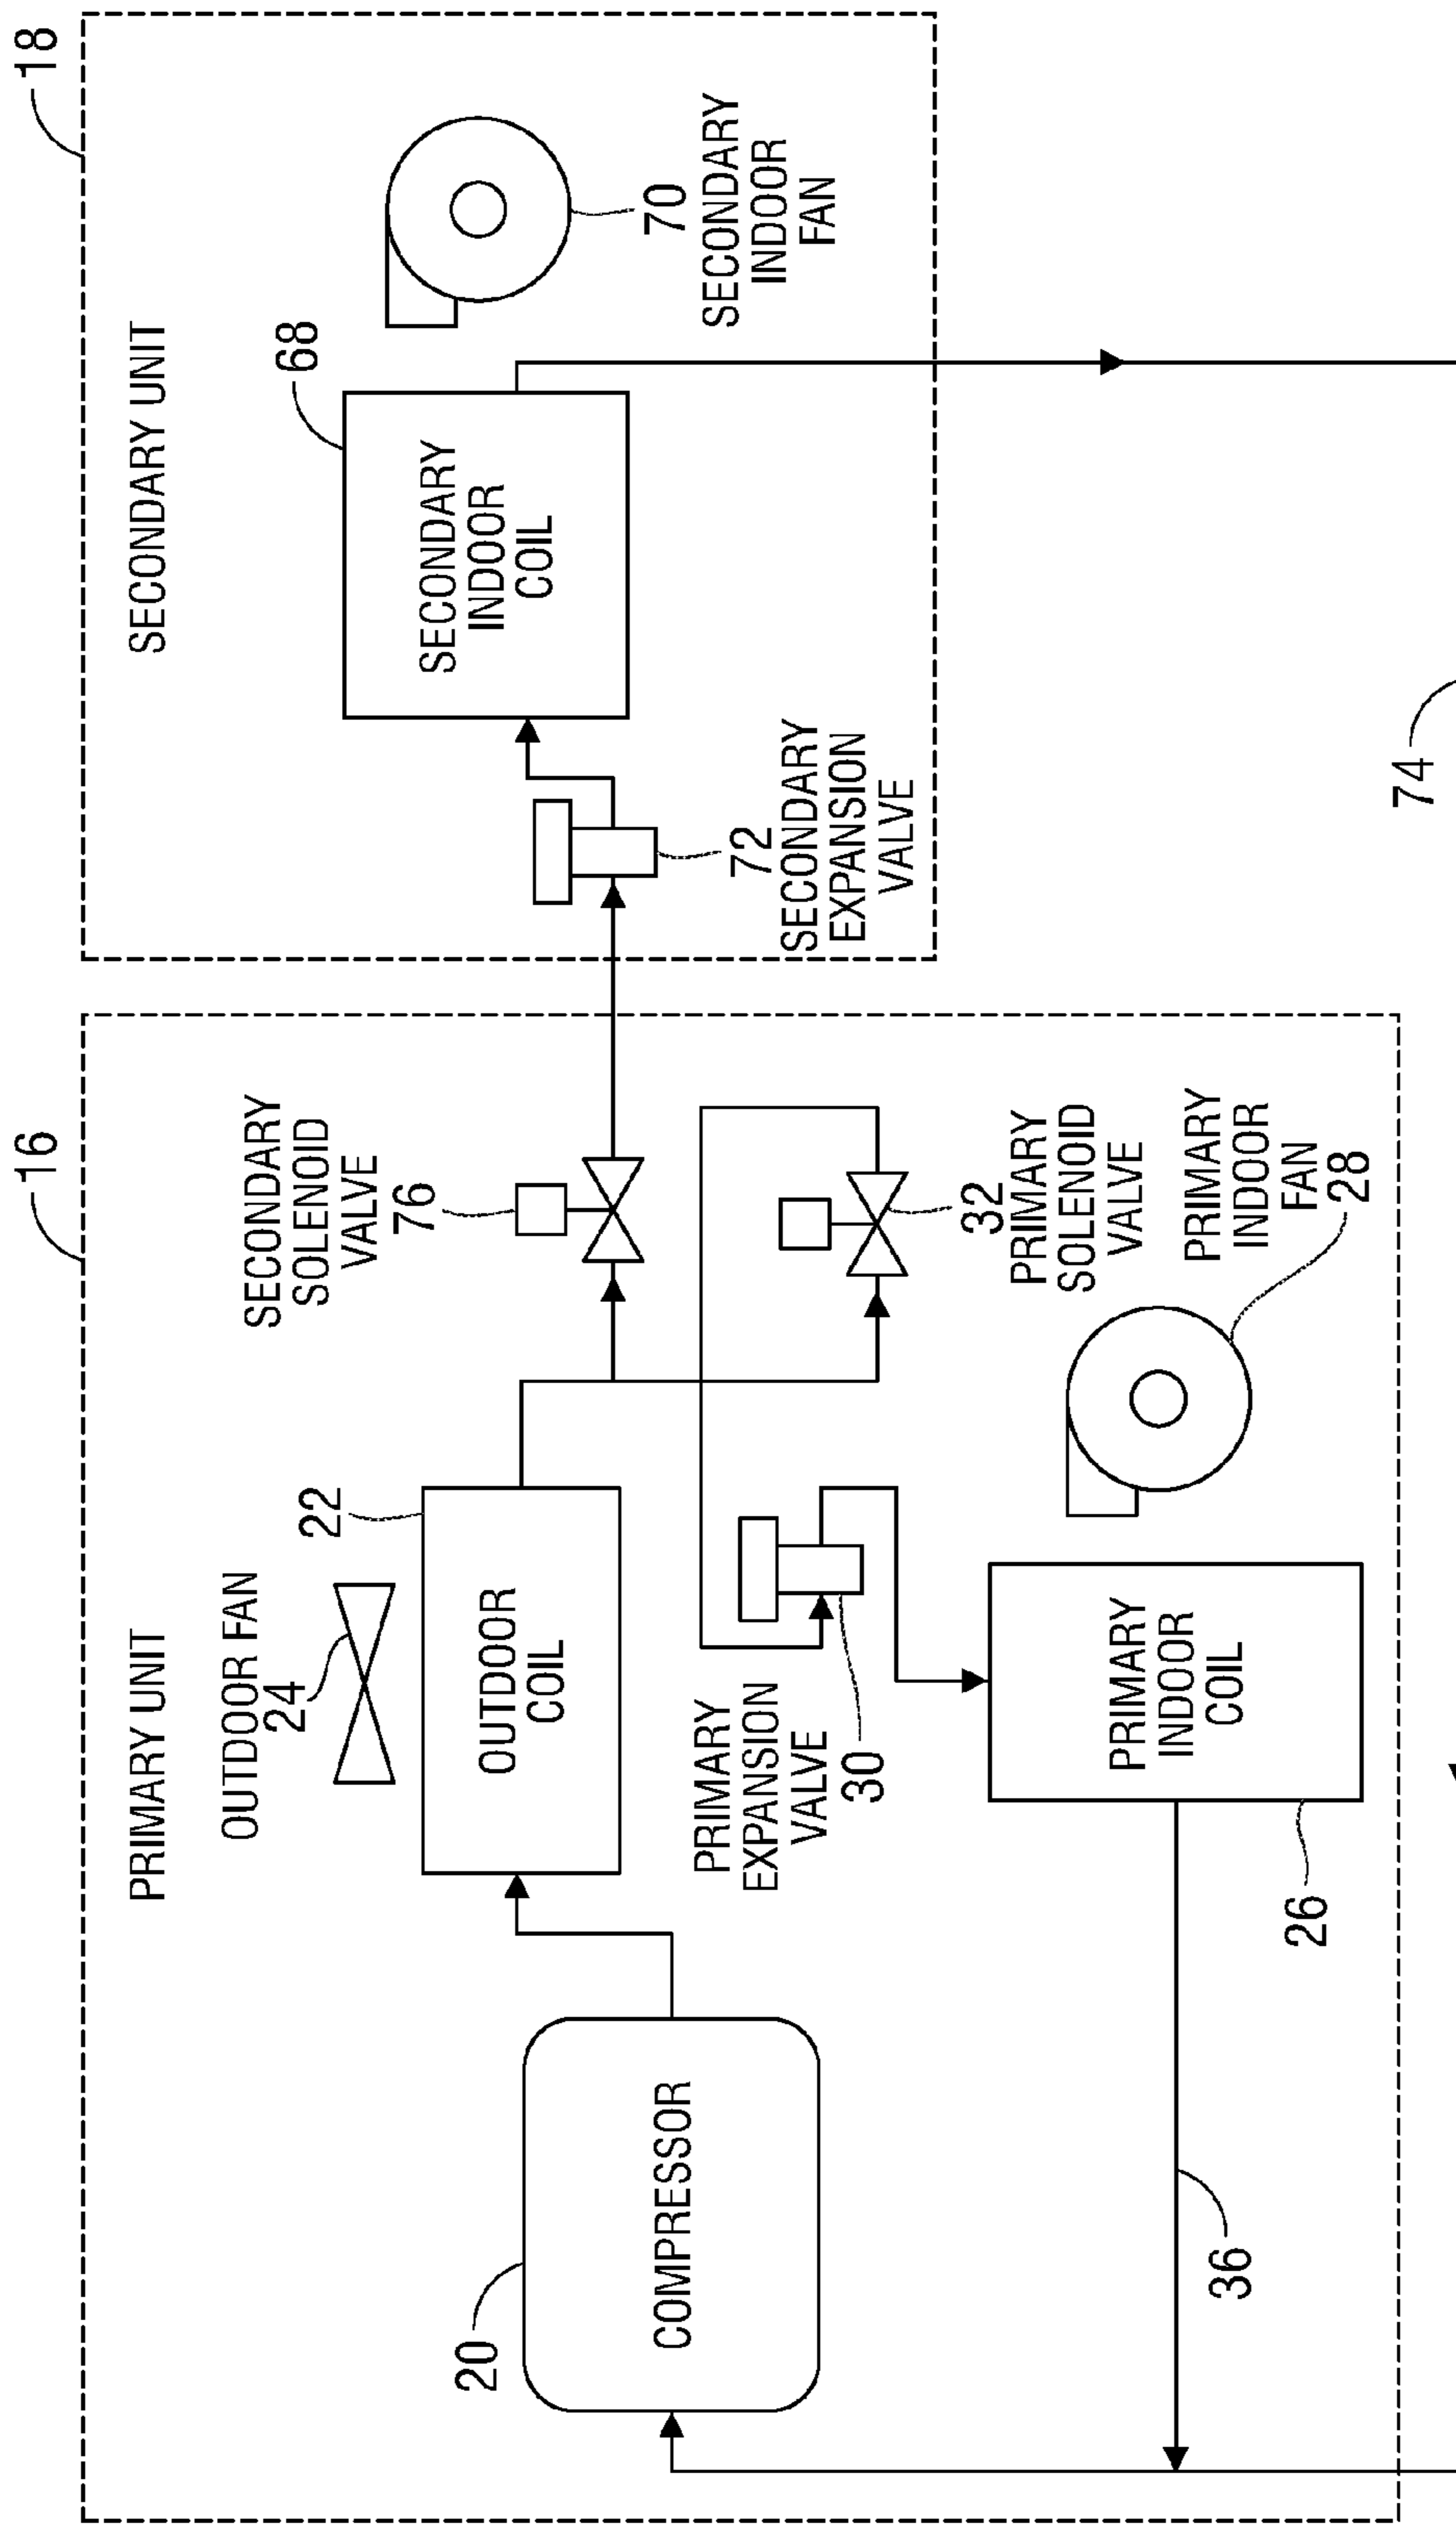 16
18
PRIMARY UNIT
SECONDARY UNIT
OUTDOOR FAN
24
22
OUTDOOR
COIL
SECONDARY
SOLENOID
VALVE
76
68
SECONDARY
INDOOR
COIL
70
SECONDARY
INDOOR
FAN
20
COMPRESSOR
PRIMARY
EXPANSION
VALVE
30
72
SECONDARY
EXPANSION
VALVE
32
PRIMARY
SOLENOID
VALVE
PRIMARY
INDOOR
FAN
28
PRIMARY
INDOOR
COIL
26
36
74